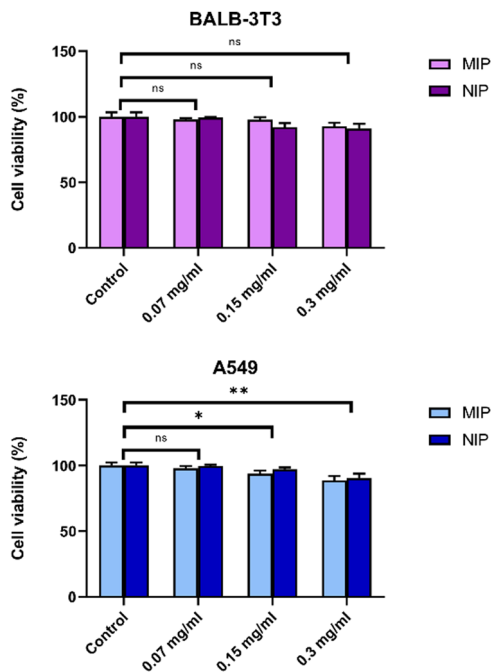 BALB-3T3
150
100
50
0
Cell viability (%)
ns
ns
ns
MIP
NIP
Control
0.07 mg/ml
0.15 mg/ml
0.3 mg/ml
A549
150
100
50
0
Cell viability (%)
**
*
ns
MIP
NIP
Control
0.07 mg/ml
0.15 mg/ml
0.3 mg/ml